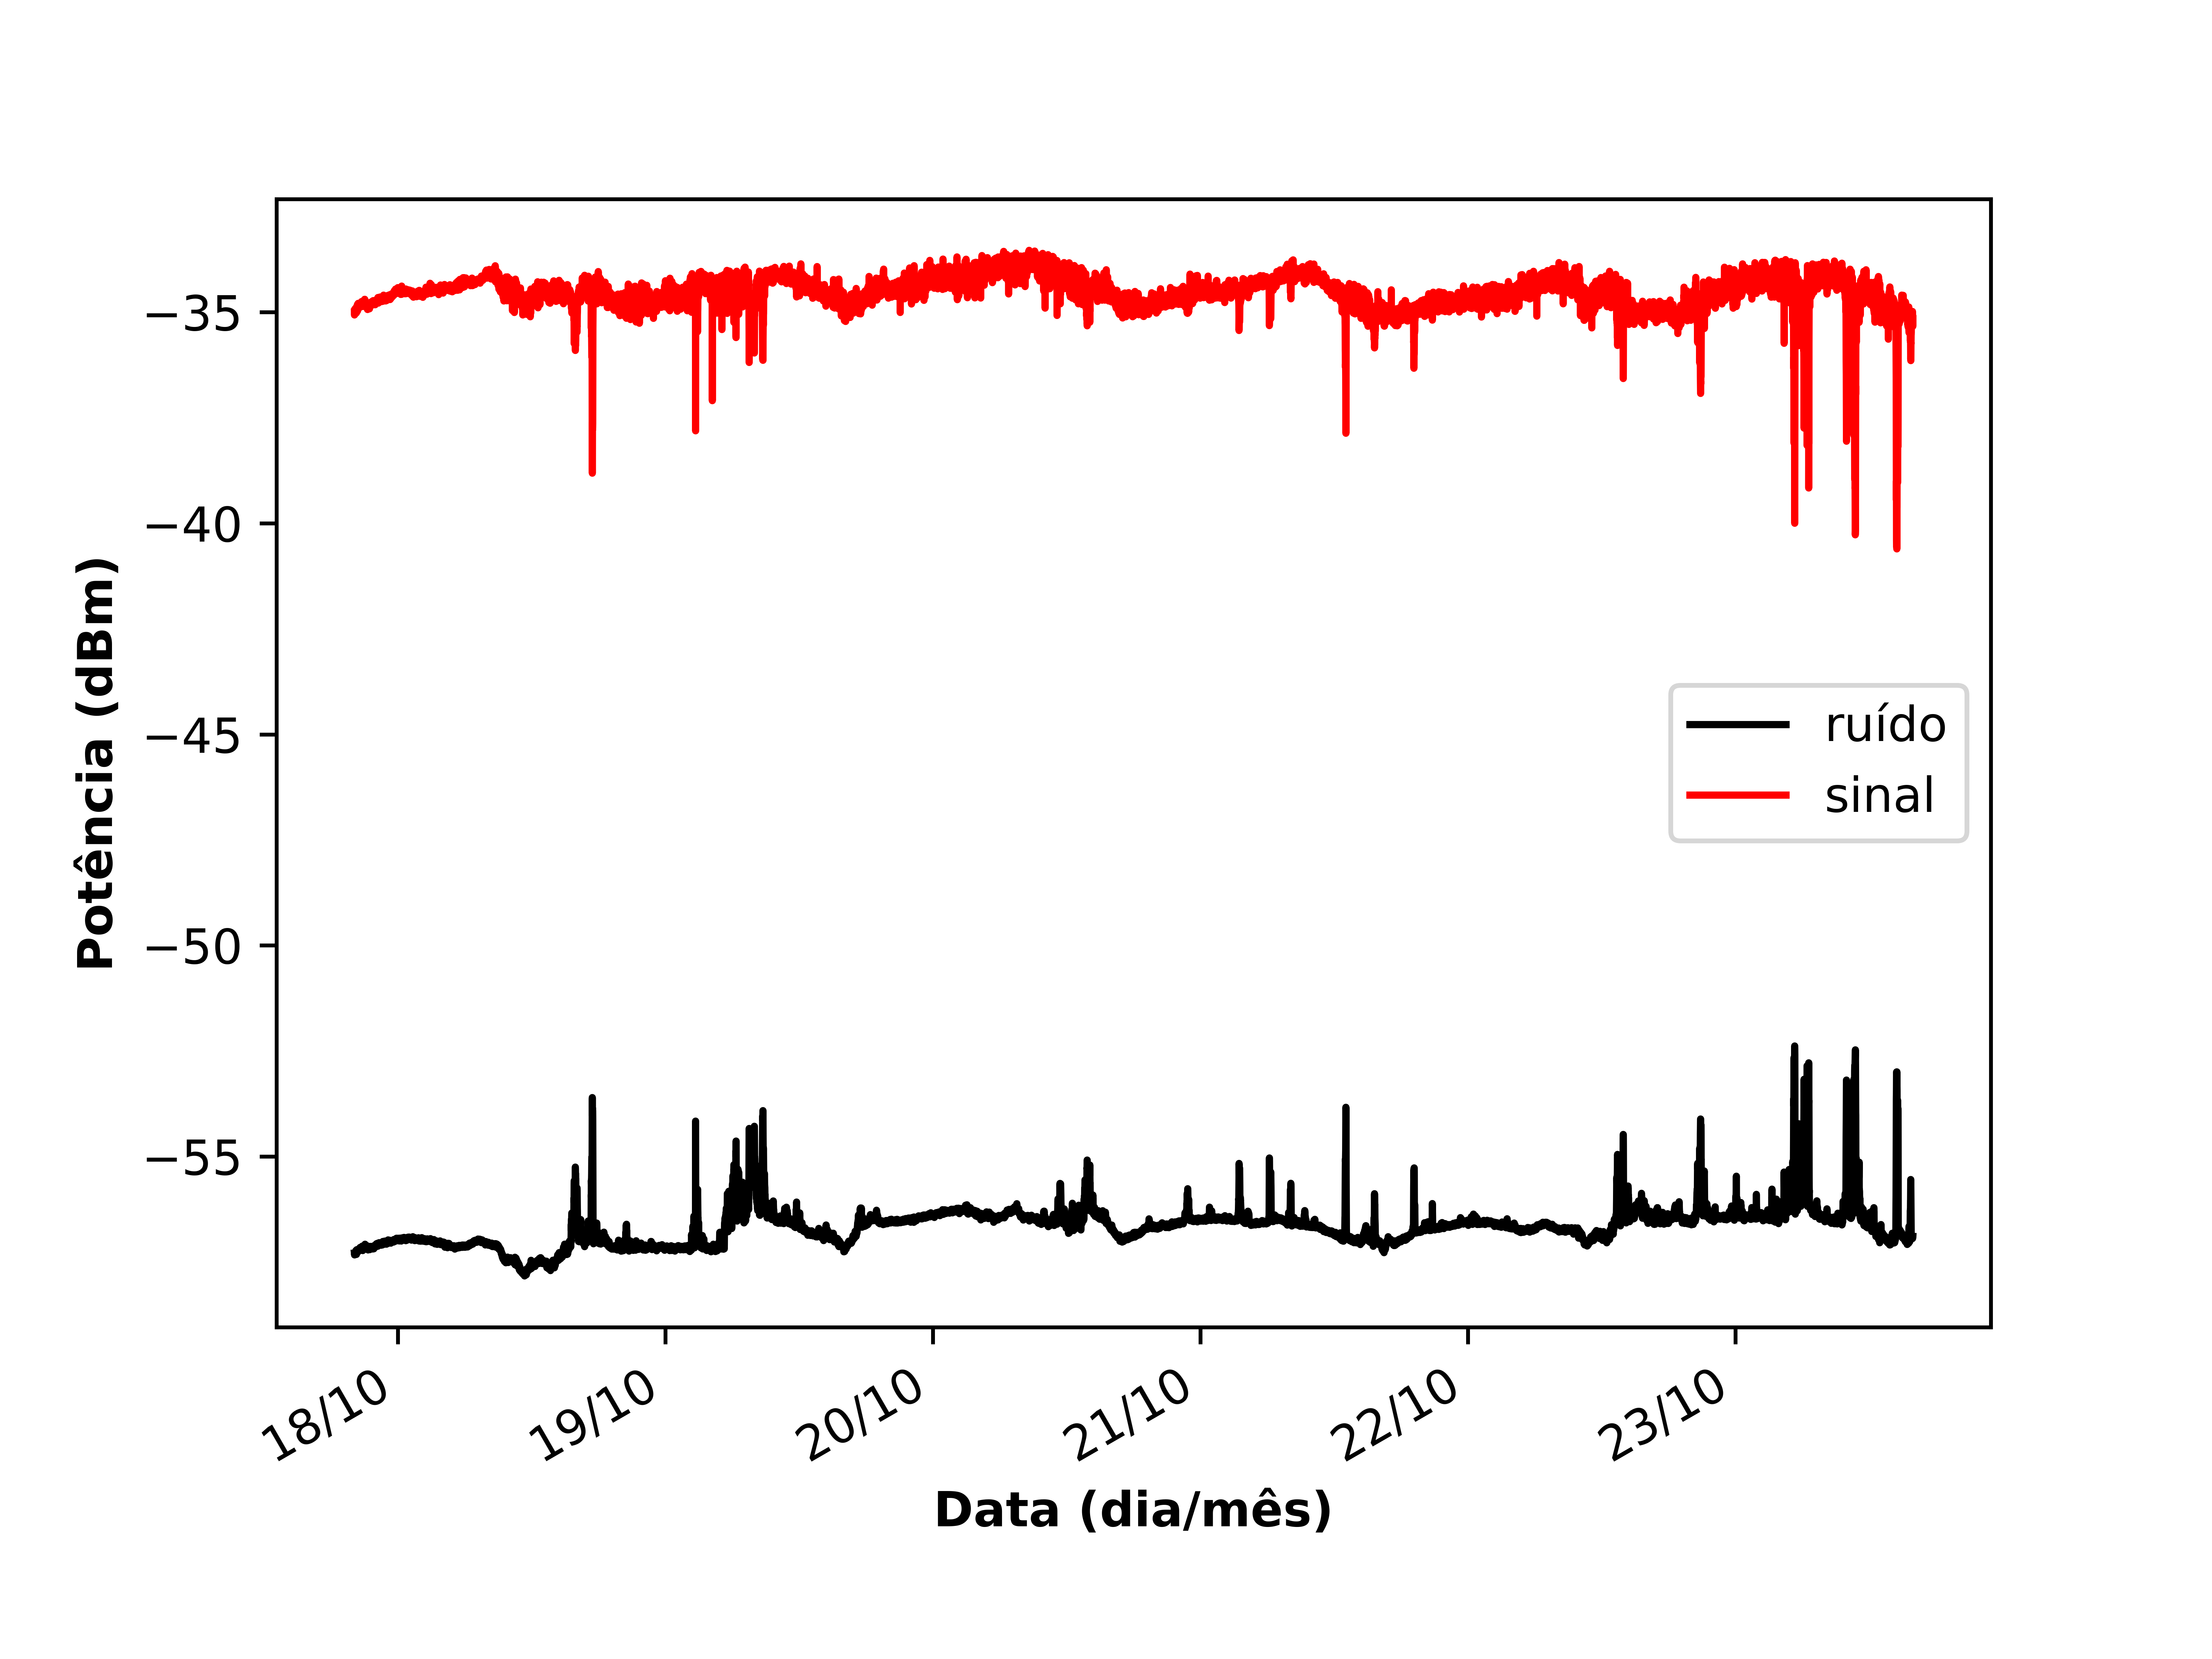 Potência (dBm)
−35
−40
−45
−50
−55
ruído
sinal
18/10
19/10
20/10
21/10
22/10
23/10
Data (dia/mês)